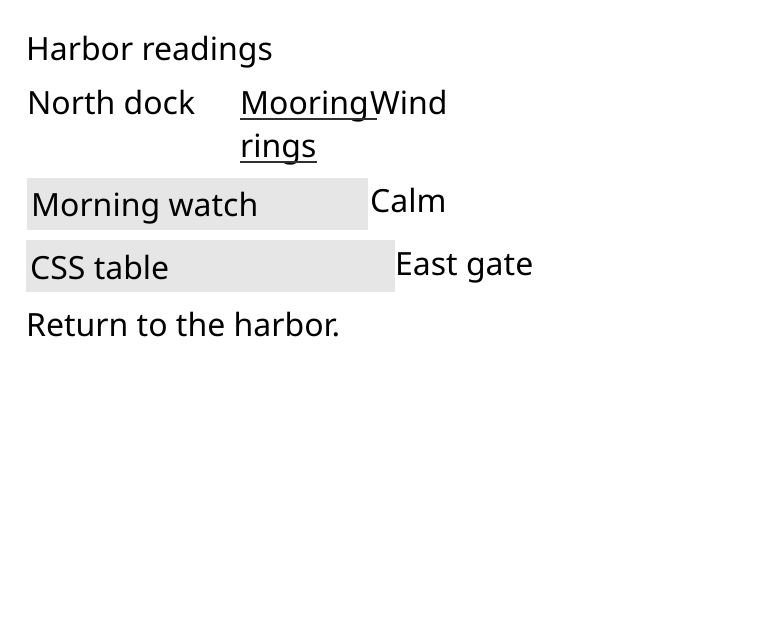 Harbor readings
North dock Mooring Wind
rings
Morning watch Calm
CSS table East gate
Return to the harbor.